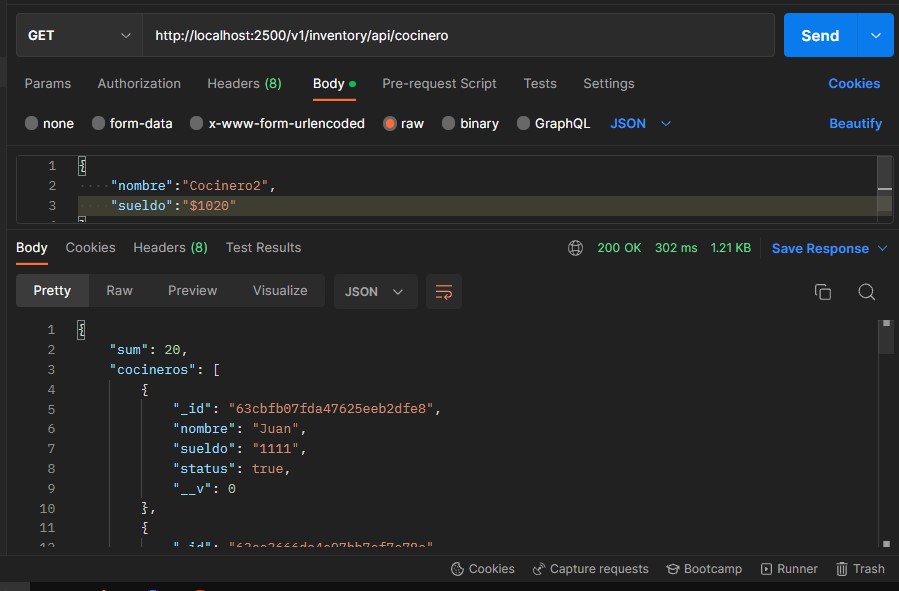 GET http://localhost:2500/v1/inventory/api/cocinero Send
Params Authorization Headers (8) Body Pre-request Script Tests Settings Cookies
none form-data x-www-form-urlencoded raw binary GraphQL JSON Beautify
1 {
2 "nombre":"Cocinero2",
3 "sueldo":"$1020"
Body Cookies Headers (8) Test Results 200 OK 302 ms 1.21 KB Save Response
Pretty Raw Preview Visualize JSON
1 {
2 "sum": 20,
3 "cocineros": [
4 {
5 "_id": "63cbfb07fda47625eeb2dfe8",
6 "nombre": "Juan",
7 "sueldo": "1111",
8 "status": true,
9 "__v": 0
10 },
11 {
Cookies Capture requests Bootcamp Runner Trash